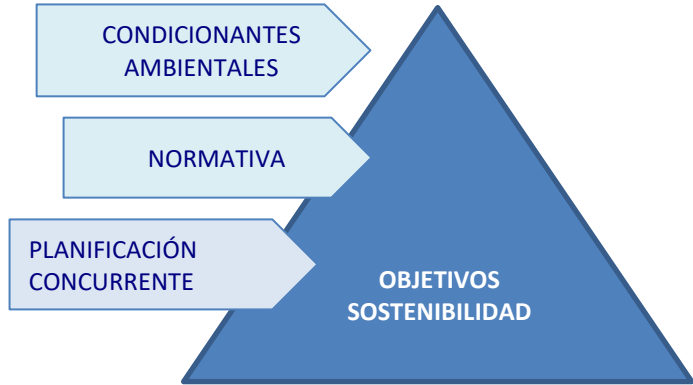 CONDICIONANTES
AMBIENTALES
NORMATIVA
PLANIFICACIÓN
CONCURRENTE
OBJETIVOS
SOSTENIBILIDAD